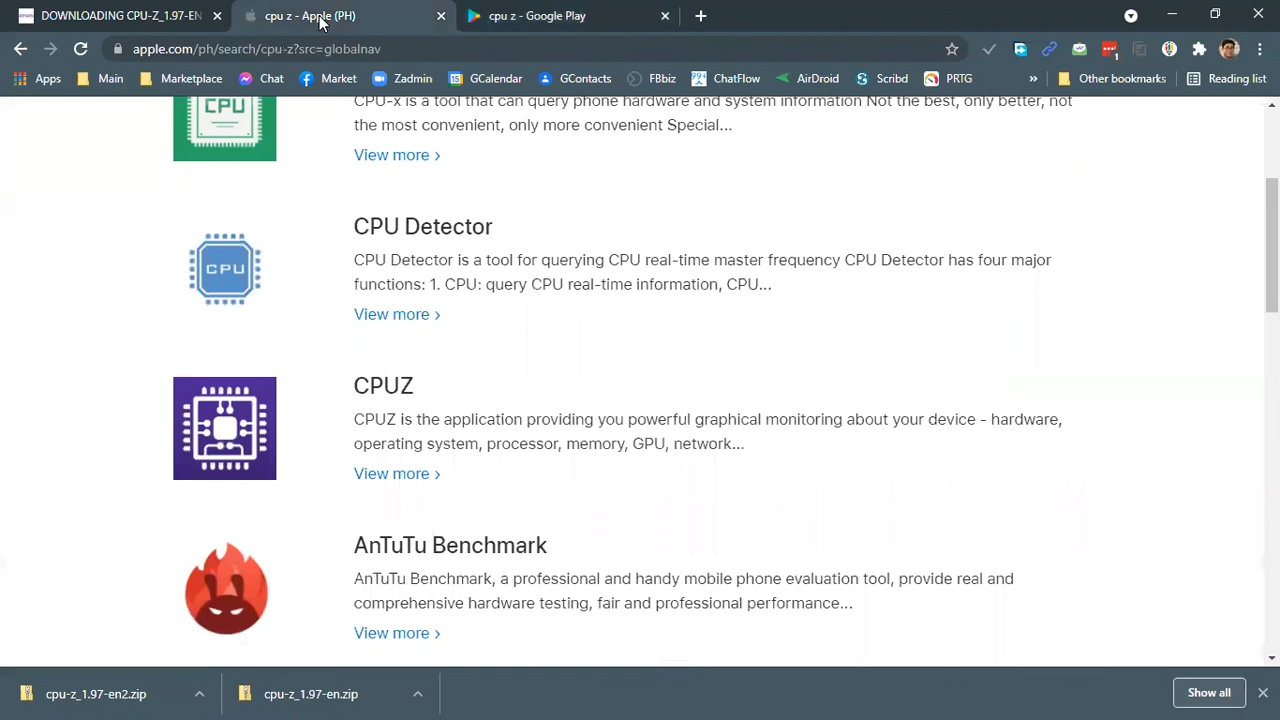 DOWNLOADING CPU-Z_1.97-EN
cpu z - Apple (PH)
cpu z - Google Play
apple.com/ph/search/cpu-z?src=globalnav
1
Apps
Main
Marketplace
Chat
Market
Zadmin
GCalendar
GContacts
FBbiz
99+
ChatFlow
AirDroid
Scribd
PRTG
»
Other bookmarks
Reading list
CPU
CPU-x is a tool that can query phone hardware and system information Not the best, only better, not
the most convenient, only more convenient Special...
View more ›
CPU Detector
CPU
CPU Detector is a tool for querying CPU real-time master frequency CPU Detector has four major
functions: 1. CPU: query CPU real-time information, CPU...
View more ›
CPUZ
CPUZ is the application providing you powerful graphical monitoring about your device - hardware,
operating system, processor, memory, GPU, network...
View more ›
AnTuTu Benchmark
AnTuTu Benchmark, a professional and handy mobile phone evaluation tool, provide real and
comprehensive hardware testing, fair and professional performance...
View more ›
cpu-z_1.97-en2.zip
cpu-z_1.97-en.zip
Show all